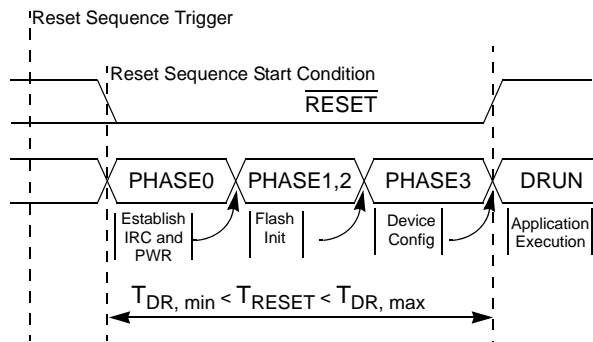 Reset Sequence Trigger
Reset Sequence Start Condition
RESET
PHASE0
PHASE1,2
PHASE3
DRUN
Establish
IRC and
PWR
Flash
Init
Device
Config
Application
Execution
TDR, min < TRESET < TDR, max